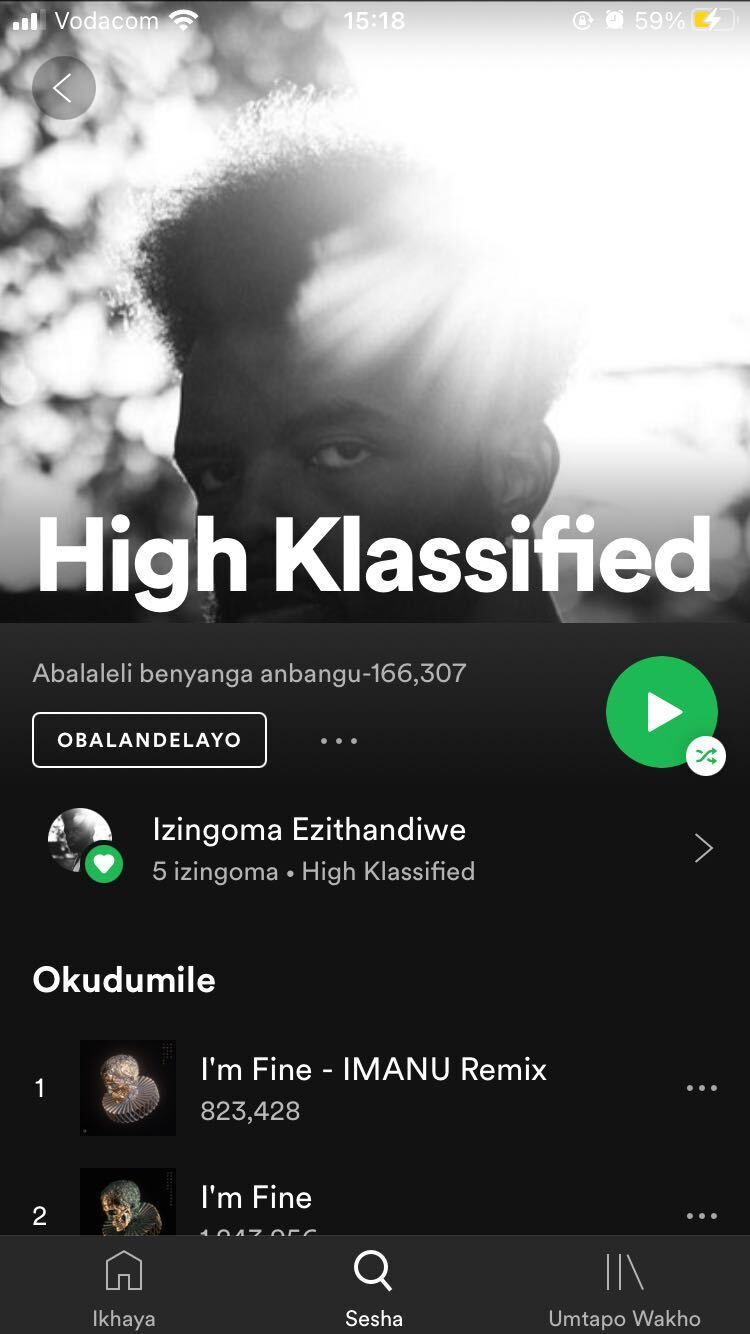 Vodacom 15:18 59%
High Klassified
Abalaleli benyanga anbangu-166,307
OBALANDELAYO
Izingoma Ezithandiwe
5 izingoma • High Klassified
Okudumile
1 I'm Fine - IMANU Remix
823,428
2 I'm Fine
Ikhaya Sesha Umtapo Wakho